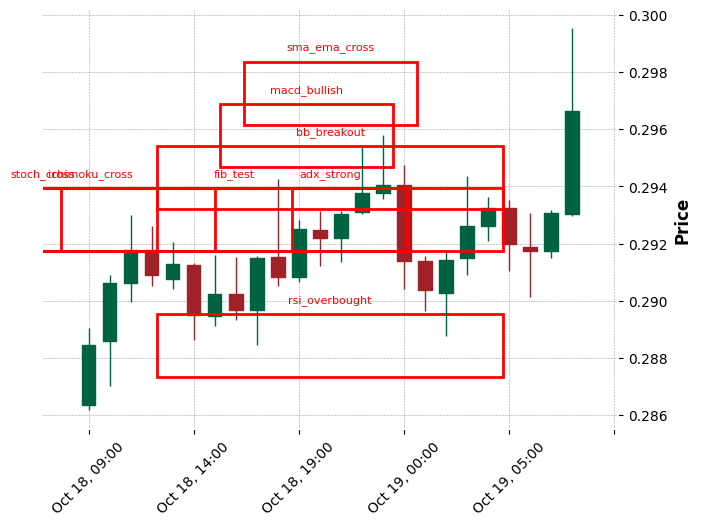 0.300
sma_ema_cross
0.298
macd_bullish
0.296
bb_breakout
stoch_cross
ichimoku_cross
fib_test
adx_strong
0.294
Price
0.292
0.290
rsi_overbought
0.288
0.286
Oct 18, 09:00
Oct 18, 14:00
Oct 18, 19:00
Oct 19, 00:00
Oct 19, 05:00